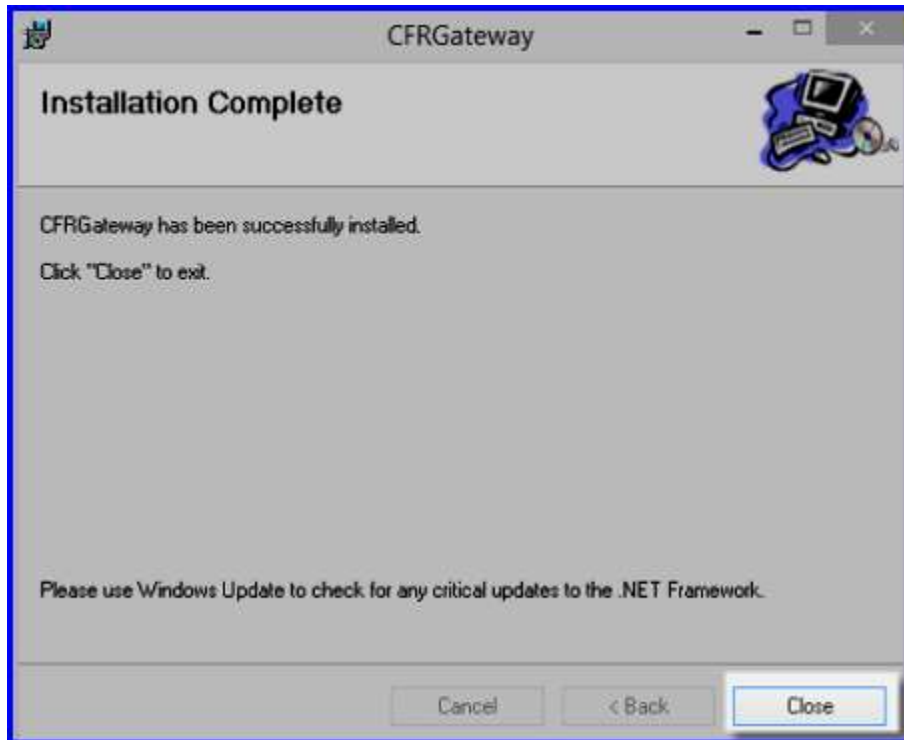 CFRGateway
Installation Complete
CFRGateway has been successfully installed.
Click "Close" to exit.
Please use Windows Update to check for any critical updates to the .NET Framework.
Cancel
< Back
Close